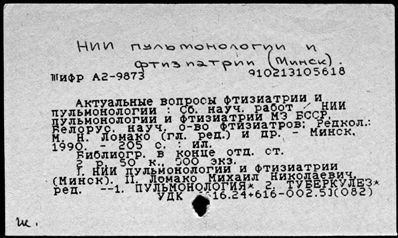 НИИ пульмонологии и
фтизиатрии (Минск).
Шифр А2-9873 910213105618
Актуальные вопросы фтизиатрии и
пульмонологии : Сб. науч. работ / НИИ
пульмонологии и фтизиатрии МЗ БССР,
Белорус. науч. о-во фтизиатров; Редкол.:
М. Н. Ломако (гл. ред.) и др. - Минск,
1990. - 205 с. : ил.
Библиогр. в конце отд. ст.
2 р. 50 к., 500 экз.
I. НИИ пульмонологии и фтизиатрии
(Минск). II. Ломако Михаил Николаевич,
ред. --1. ПУЛЬМОНОЛОГИЯ* 2. ТУБЕРКУЛЕЗ*
УДК 616.24+616-002.5J(082)